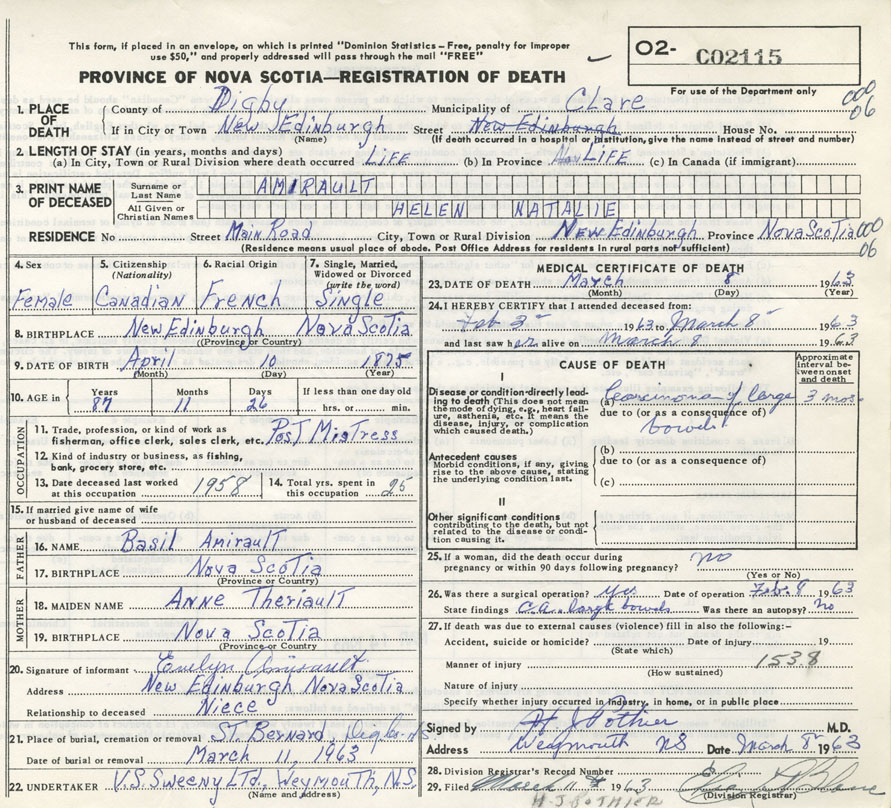 This form, if placed in an envelope, on which is printed "Dominion Statistics – Free, penalty for improper
use $50," and properly addressed will pass through the mail "FREE"
PROVINCE OF NOVA SCOTIA—REGISTRATION OF DEATH
O2- C02115
For use of the Department only
000
06
1. PLACE OF DEATH
County of Digby Municipality of Clare
If in City or Town New Edinburgh Street New Edinburgh House No.
(Name) (If death occurred in a hospital or institution, give the name instead of street and number)
2. LENGTH OF STAY (in years, months and days)
(a) In City, Town or Rural Division where death occurred LIFE (b) In Province LIFE (c) In Canada (if immigrant)
3. PRINT NAME OF DECEASED
Surname or Last Name AMIRAULT
All Given or Christian Names HELEN NATALIE
RESIDENCE No Street Main Road City, Town or Rural Division New Edinburgh Province Nova Scotia 000
06
(Residence means usual place of abode. Post Office Address for residents in rural parts not sufficient)
4. Sex Female
5. Citizenship (Nationality) Canadian
6. Racial Origin French
7. Single, Married, Widowed or Divorced (write the word) Single
8. BIRTHPLACE New Edinburgh Nova Scotia
(Province or Country)
9. DATE OF BIRTH April 10 1875
(Month) (Day) (Year)
10. AGE in Years 87 Months 11 Days 26 If less than one day old hrs. or min.
OCCUPATION
11. Trade, profession, or kind of work as
fisherman, office clerk, sales clerk, etc. Post Mistress
12. Kind of industry or business, as fishing,
bank, grocery store, etc.
13. Date deceased last worked
at this occupation 1958
14. Total yrs. spent in
this occupation 25
15. If married give name of wife
or husband of deceased
FATHER
16. NAME Basil Amirault
17. BIRTHPLACE Nova Scotia
(Province or Country)
MOTHER
18. MAIDEN NAME Anne Theriault
19. BIRTHPLACE Nova Scotia
(Province or Country)
20. Signature of informant Evelyn Amirault
Address New Edinburgh Nova Scotia
Relationship to deceased Niece
21. Place of burial, cremation or removal ST. Bernard, Digby N.S.
Date of burial or removal March 11, 1963
22. UNDERTAKER V.S. Sweeny LTD., Weymouth, N.S.
(Name and address)
MEDICAL CERTIFICATE OF DEATH
23. DATE OF DEATH March 8 1963
(Month) (Day) (Year)
24. I HEREBY CERTIFY that I attended deceased from:
Feb 3 1963 to March 8 1963
and last saw her alive on March 8 1963
CAUSE OF DEATH
Approximate interval between onset and death
I
Disease or condition directly leading to death (This does not mean
the mode of dying, e.g., heart failure, asthenia, etc. It means the
disease, injury, or complication which caused death.)
(a) Carcinoma of large 3 mos.
due to (or as a consequence of)
bowel
Antecedent causes
Morbid conditions, if any, giving
rise to the above cause, stating
the underlying condition last.
(b)
due to (or as a consequence of)
(c)
II
Other significant conditions
contributing to the death, but not
related to the disease or condition causing it.
25. If a woman, did the death occur during
pregnancy or within 90 days following pregnancy? no
(Yes or No)
26. Was there a surgical operation? yes Date of operation Feb. 8 1963
State findings C.A. large bowels Was there an autopsy? No
27. If death was due to external causes (violence) fill in also the following:-
Accident, suicide or homicide? Date of injury 19
(State which)
Manner of injury 153.8
(How sustained)
Nature of injury
Specify whether injury occurred in industry, in home, or in public place
Signed by H J Pothier M.D.
Address Weymouth NS Date March 8 1963
28. Division Registrar's Record Number
29. Filed March 11 1963
(Division Registrar)
H J POTHIER